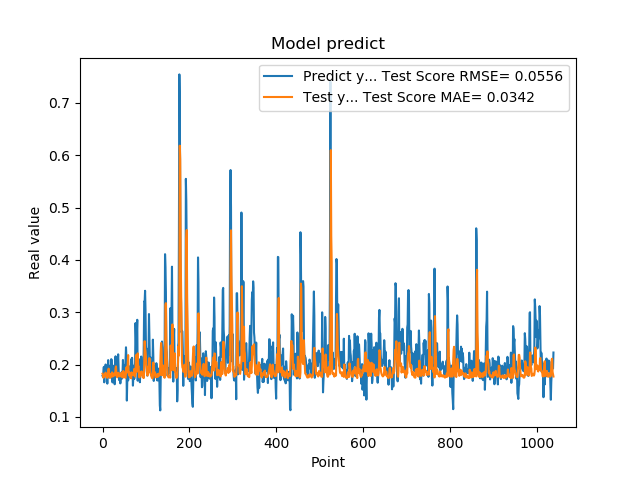 Model predict
Predict y... Test Score RMSE= 0.0556
Test y... Test Score MAE= 0.0342
Real value
0.7
0.6
0.5
0.4
0.3
0.2
0.1
0 200 400 600 800 1000
Point